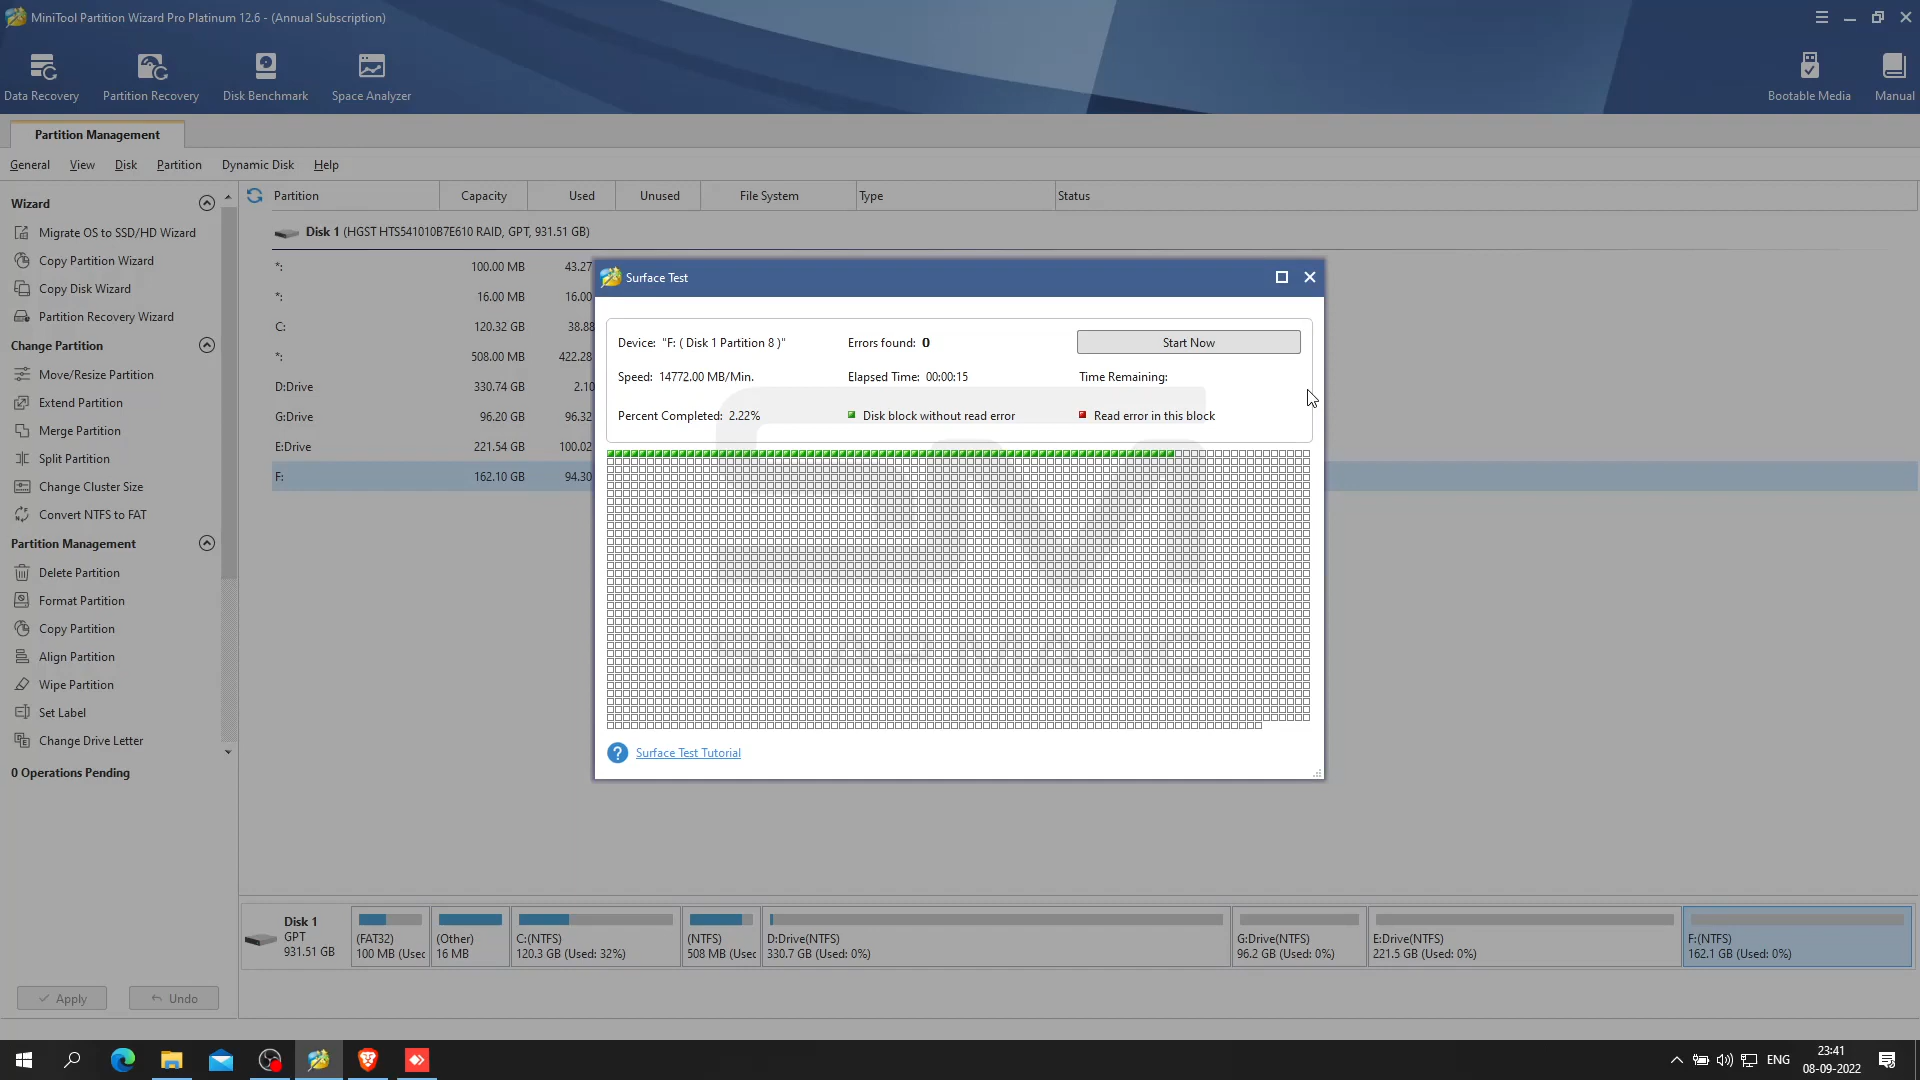 MiniTool Partition Wizard Pro Platinum 12.6 - (Annual Subscription)
Data Recovery
Partition Recovery
Disk Benchmark
Space Analyzer
Bootable Media
Manual
Partition Management
General View Disk Partition Dynamic Disk Help
Wizard
Migrate OS to SSD/HD Wizard
Copy Partition Wizard
Copy Disk Wizard
Partition Recovery Wizard
Change Partition
Move/Resize Partition
Extend Partition
Merge Partition
Split Partition
Change Cluster Size
Convert NTFS to FAT
Partition Management
Delete Partition
Format Partition
Copy Partition
Align Partition
Wipe Partition
Set Label
Change Drive Letter
0 Operations Pending
Apply
Undo
Partition Capacity Used Unused File System Type Status
Disk 1 (HGST HTS541010B7E610 RAID, GPT, 931.51 GB)
*: 100.00 MB 43.27
*: 16.00 MB 16.00
C: 120.32 GB 38.88
*: 508.00 MB 422.28
D:Drive 330.74 GB 2.10
G:Drive 96.20 GB 96.32
E:Drive 221.54 GB 100.02
F: 162.10 GB 94.30
Surface Test
Device: "F: ( Disk 1 Partition 8 )" Errors found: 0 Start Now
Speed: 14772.00 MB/Min. Elapsed Time: 00:00:15 Time Remaining:
Percent Completed: 2.22% Disk block without read error Read error in this block
? Surface Test Tutorial
Disk 1
GPT
931.51 GB
(FAT32)
100 MB (Usec
(Other)
16 MB
C:(NTFS)
120.3 GB (Used: 32%)
(NTFS)
508 MB (Usec
D:Drive(NTFS)
330.7 GB (Used: 0%)
G:Drive(NTFS)
96.2 GB (Used: 0%)
E:Drive(NTFS)
221.5 GB (Used: 0%)
F:(NTFS)
162.1 GB (Used: 0%)
ENG
23:41
08-09-2022